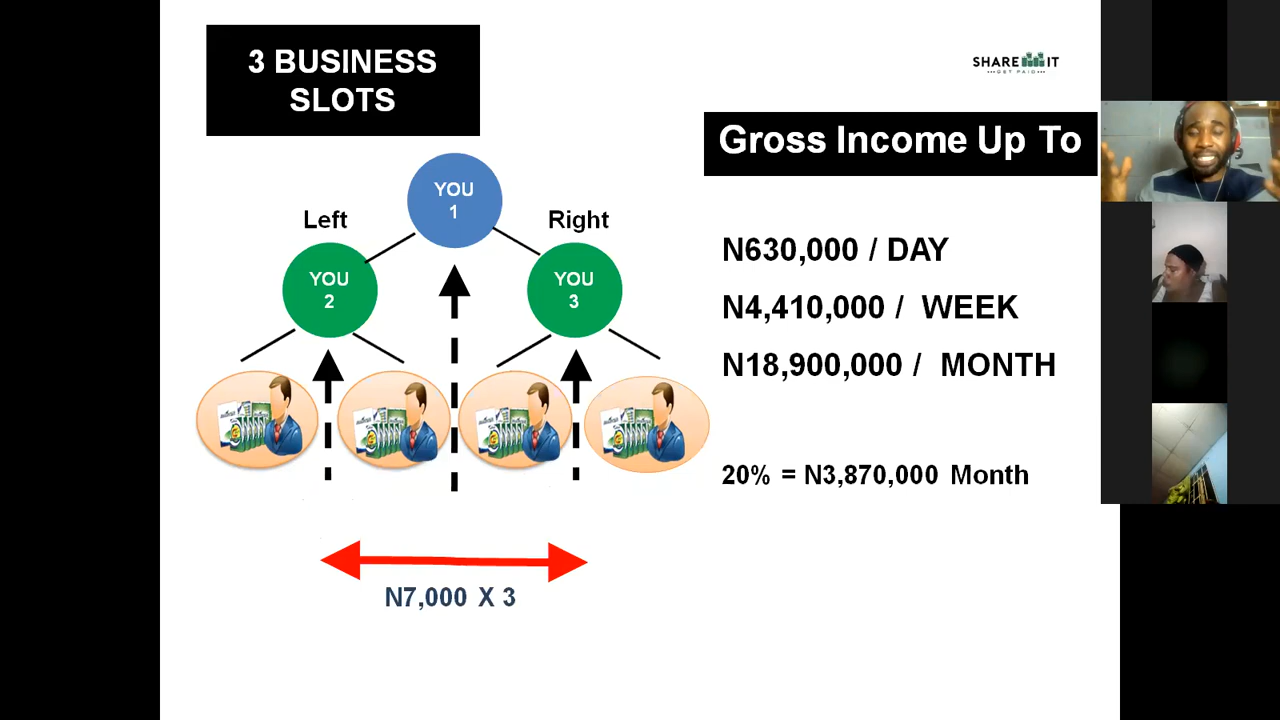 3 BUSINESS
SLOTS
SHARE IT
GET PAID
Gross Income Up To
YOU
1
Left
Right
YOU
2
YOU
3
N630,000 / DAY
N4,410,000 / WEEK
N18,900,000 / MONTH
20% = N3,870,000 Month
N7,000 X 3